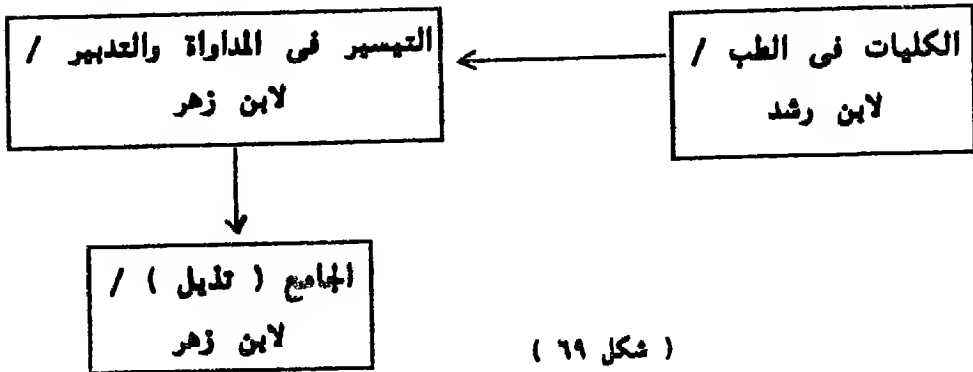 الكليات فى الطب /
لابن رشد
التيسير فى المداواة والتدبير /
لابن زهر
الجامع ( تذيل ) /
لابن زهر
( شكل ٦٩ )